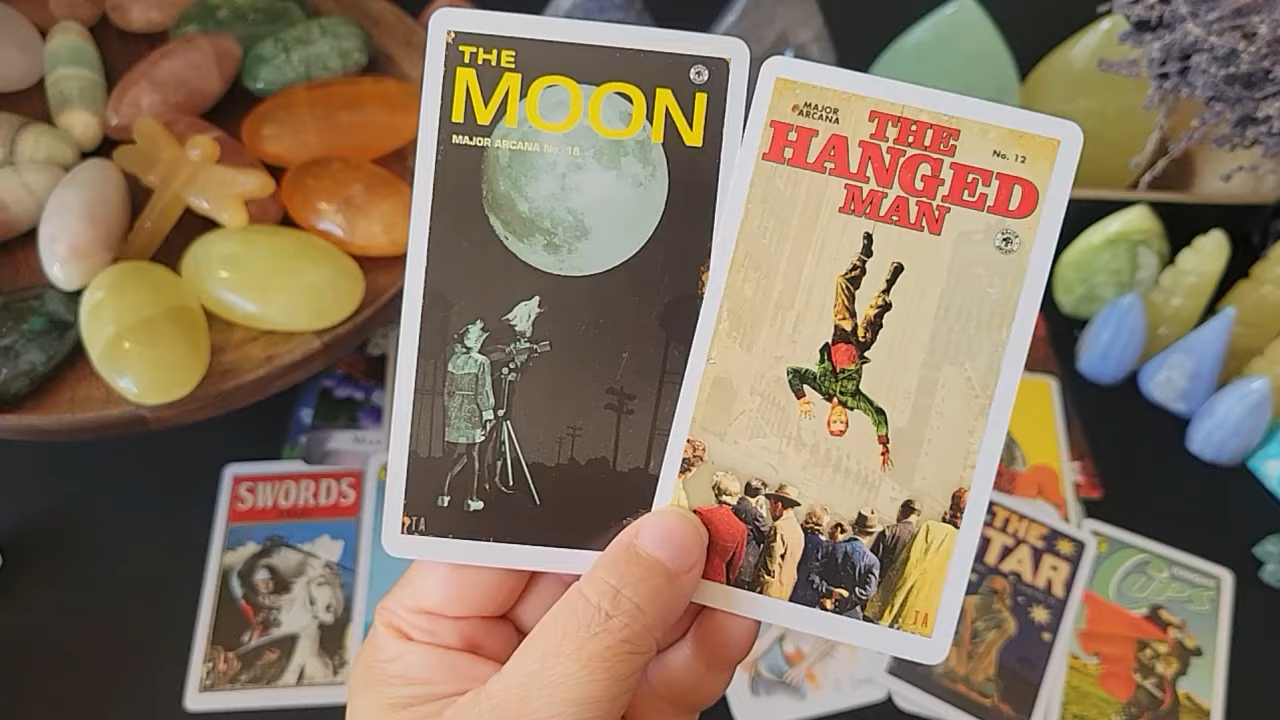 THE
MOON
MAJOR ARCANA No. 18
MAJOR
ARCANA
THE
HANGED
MAN
No. 12
SWORDS
THE
TAR
CUPS